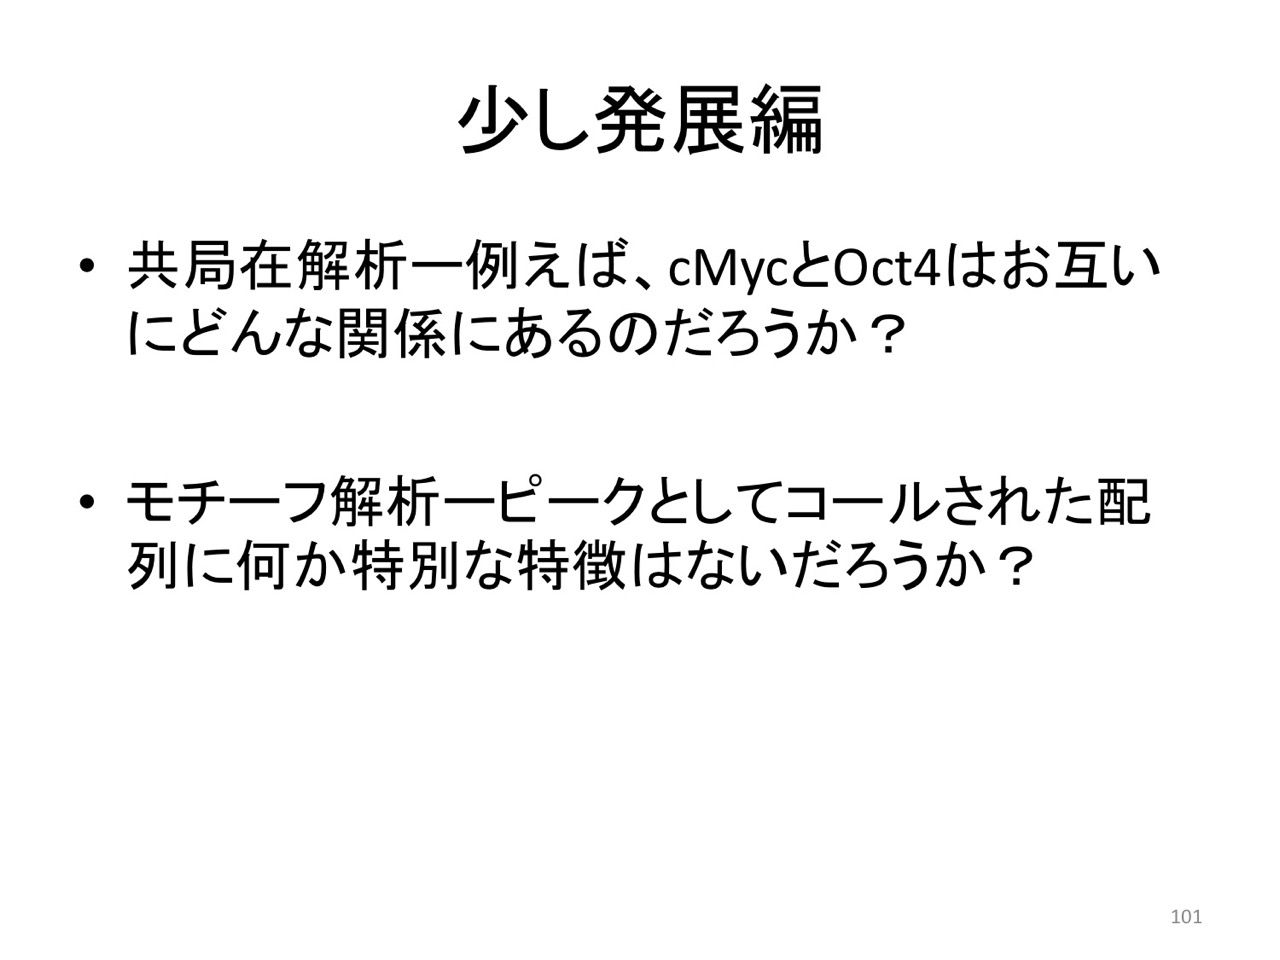 少し発展編
• 共局在解析ー例えば、cMycとOct4はお互い
にどんな関係にあるのだろうか？
• モチーフ解析ーピークとしてコールされた配
列に何か特別な特徴はないだろうか？
101